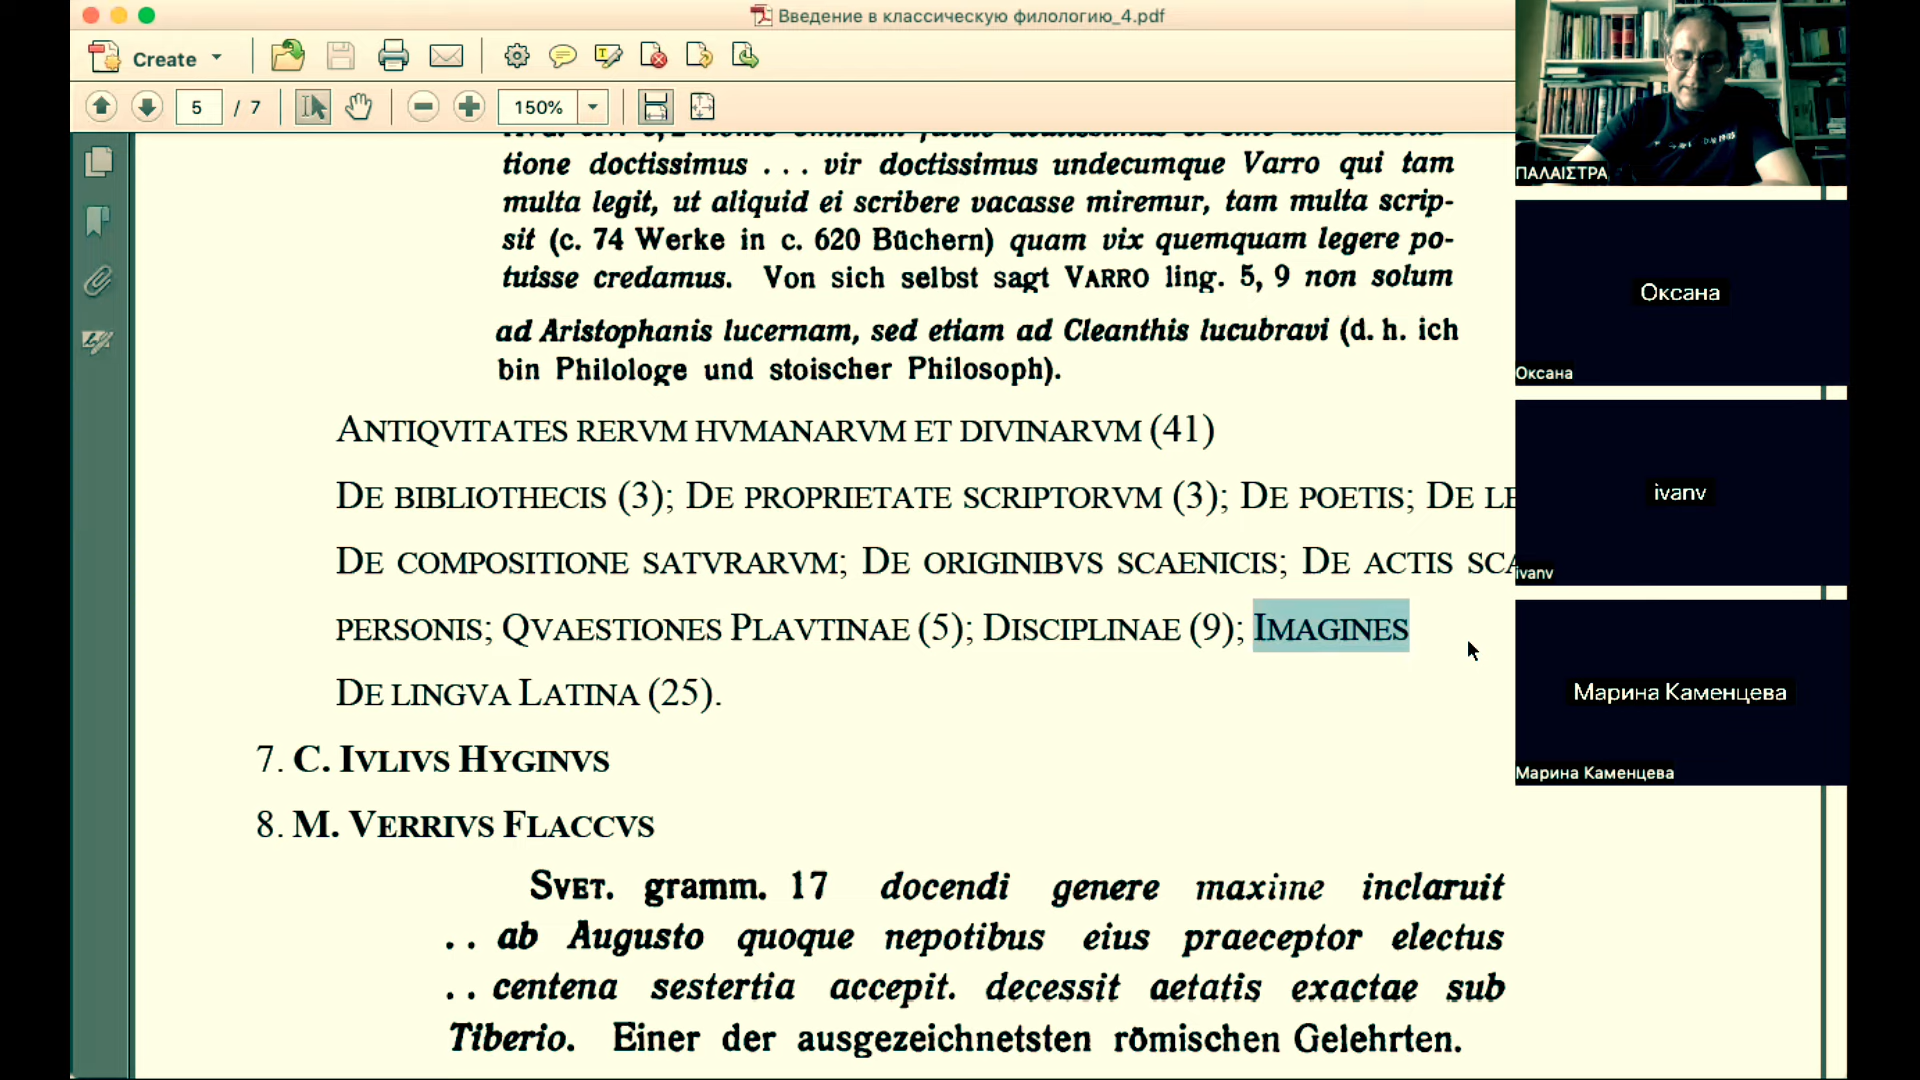 Введение в классическую филологию_4.pdf
Create
5 / 7
150%
tione doctissimus . . . vir doctissimus undecumque Varro qui tam
multa legit, ut aliquid ei scribere vacasse miremur, tam multa scrip-
sit (c. 74 Werke in c. 620 Büchern) quam vix quemquam legere po-
tuisse credamus. Von sich selbst sagt VARRO ling. 5, 9 non solum
ad Aristophanis lucernam, sed etiam ad Cleanthis lucubravi (d. h. ich
bin Philologe und stoischer Philosoph).
ANTIQVITATES RERVM HVMANARVM ET DIVINARVM (41)
DE BIBLIOTHECIS (3); DE PROPRIETATE SCRIPTORVM (3); DE POETIS; DE LE
DE COMPOSITIONE SATVRARVM; DE ORIGINIBVS SCAENICIS; DE ACTIS SCA
PERSONIS; QVAESTIONES PLAVTINAE (5); DISCIPLINAE (9); IMAGINES
DE LINGVA LATINA (25).
7. C. IVLIVS HYGINVS
8. M. VERRIVS FLACCVS
SVET. gramm. 17 docendi genere maxime inclaruit
. . ab Augusto quoque nepotibus eius praeceptor electus
. . centena sestertia accepit. decessit aetatis exactae sub
Tiberio. Einer der ausgezeichnetsten römischen Gelehrten.
ΠΑΛΑΙΣΤΡΑ
Оксана
Оксана
ivanv
ivanv
Марина Каменцева
Марина Каменцева